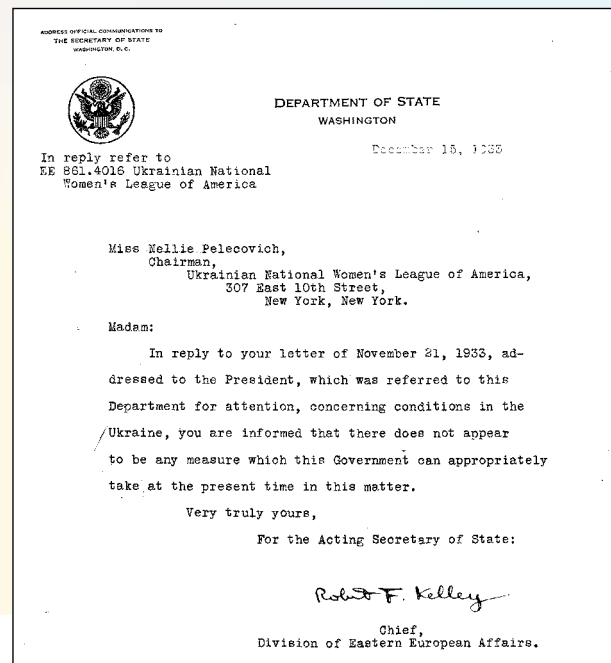 ADDRESS OFFICIAL COMMUNICATIONS TO
THE SECRETARY OF STATE
WASHINGTON, D. C.
DEPARTMENT OF STATE
WASHINGTON
December 15, 1933
In reply refer to
EE 861.4016 Ukrainian National
Women's League of America
Miss Nellie Pelecovich,
Chairman,
Ukrainian National Women's League of America,
307 East 10th Street,
New York, New York.
Madam:
In reply to your letter of November 21, 1933, ad-
dressed to the President, which was referred to this
Department for attention, concerning conditions in the
Ukraine, you are informed that there does not appear
to be any measure which this Government can appropriately
take at the present time in this matter.
Very truly yours,
For the Acting Secretary of State:
Robert F. Kelley
Chief,
Division of Eastern European Affairs.